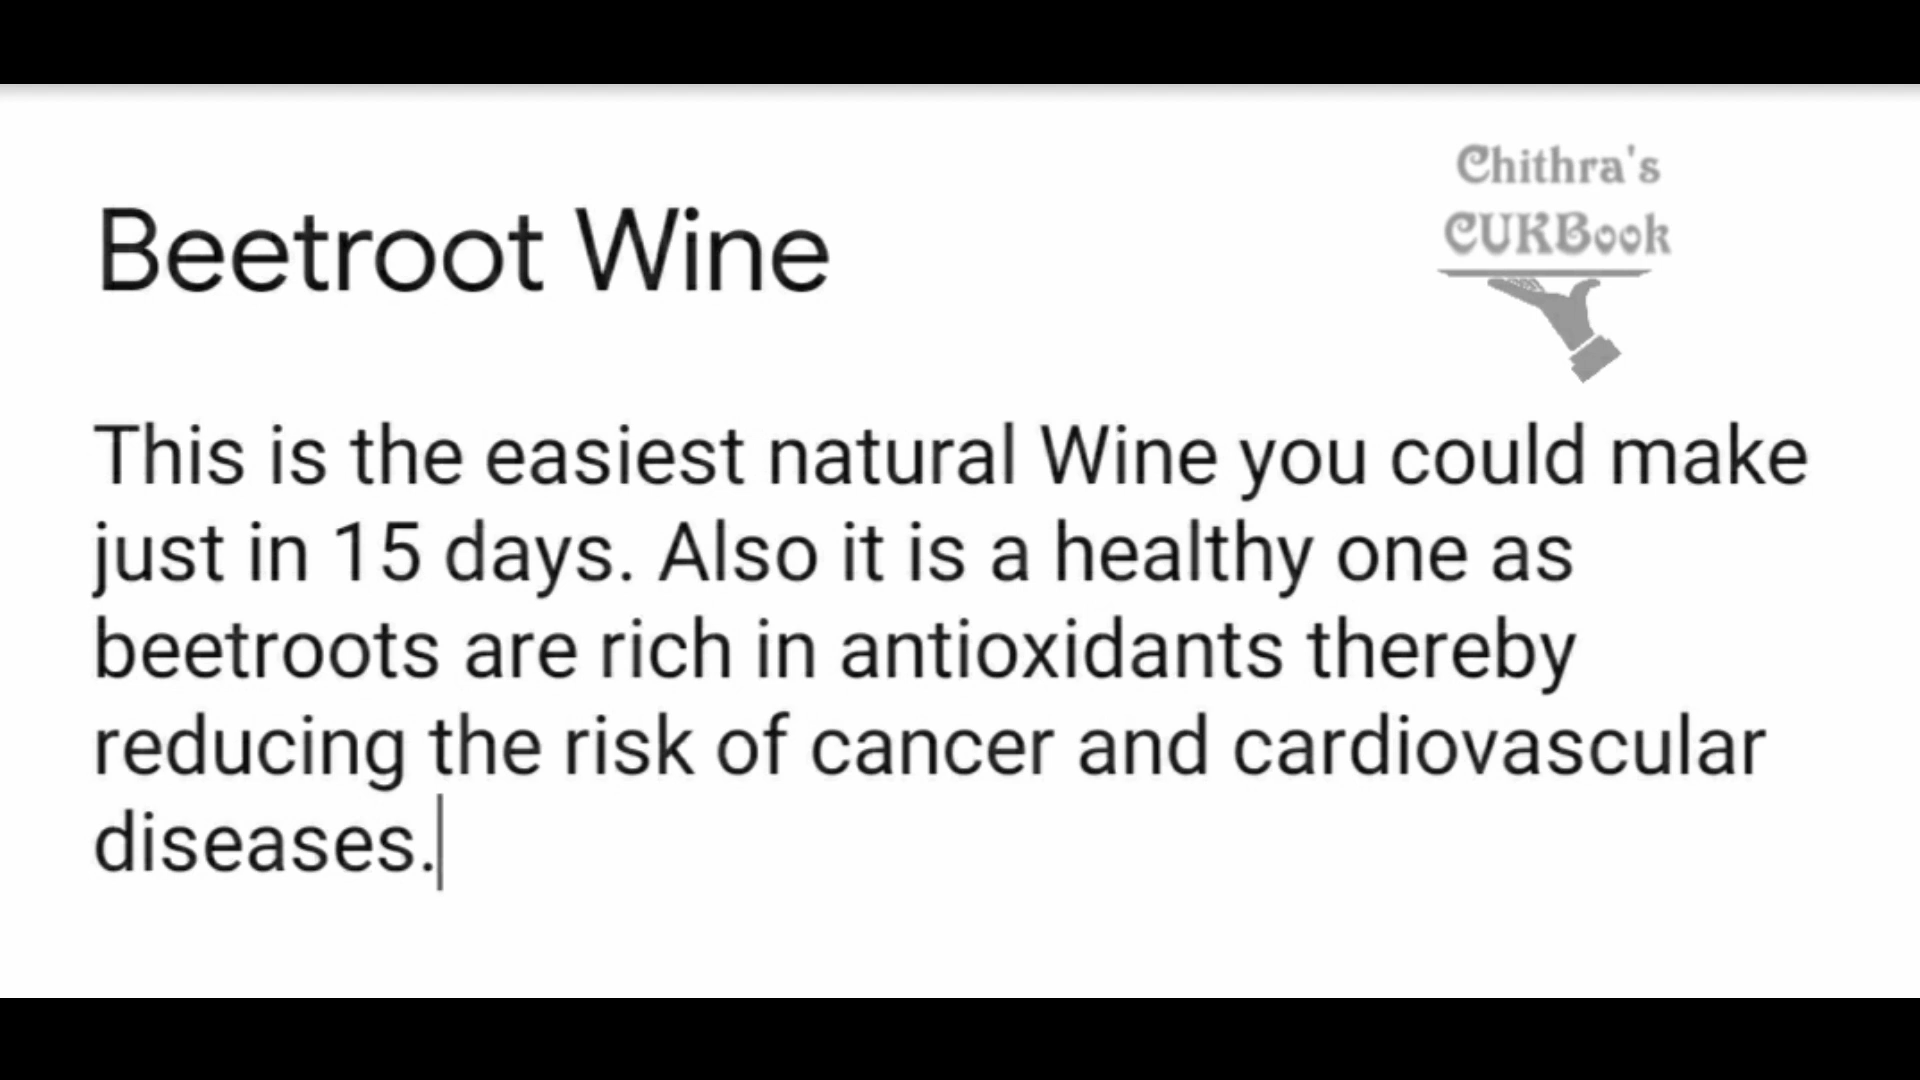 Chithra's
CUKBook
Beetroot Wine
This is the easiest natural Wine you could make
just in 15 days. Also it is a healthy one as
beetroots are rich in antioxidants thereby
reducing the risk of cancer and cardiovascular
diseases.